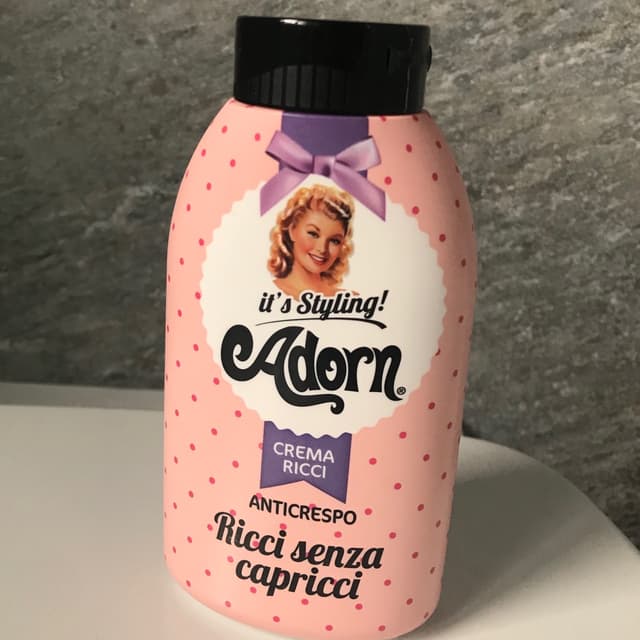 it's Styling!
Adorn®
CREMA
RICCI
ANTICRESPO
Ricci senza
capricci